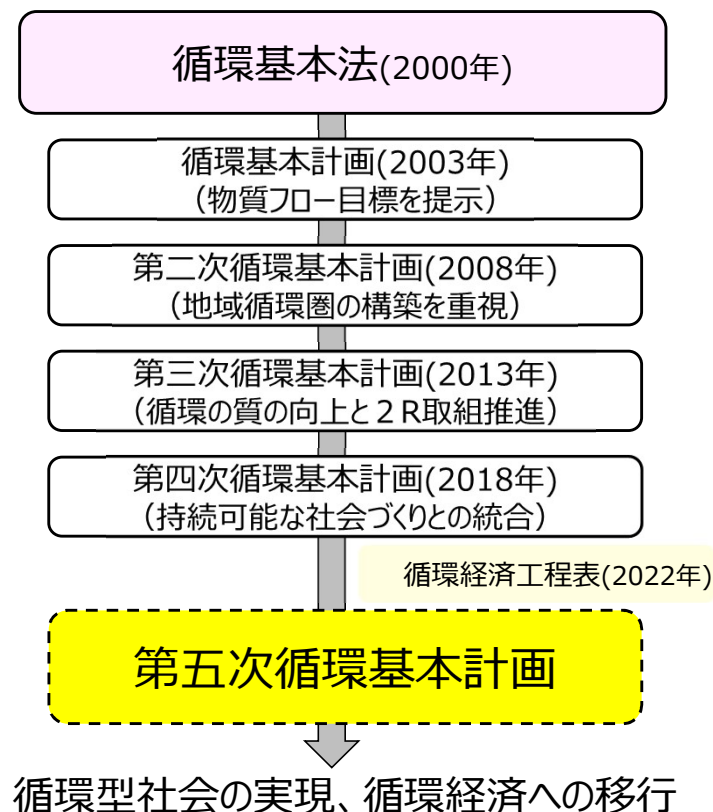 循環基本法(2000年)
循環基本計画(2003年)
（物質フロー目標を提示）
第二次循環基本計画(2008年)
（地域循環圏の構築を重視）
第三次循環基本計画(2013年)
（循環の質の向上と２R取組推進）
第四次循環基本計画(2018年)
（持続可能な社会づくりとの統合）
循環経済工程表(2022年)
第五次循環基本計画
循環型社会の実現、循環経済への移行